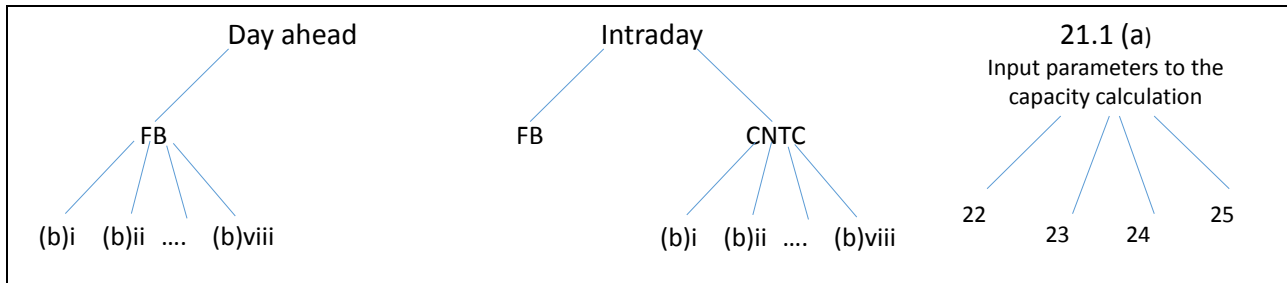 Day ahead
Intraday
21.1 (a)
Input parameters to the
capacity calculation
FB
FB
CNTC
(b)i (b)ii .... (b)viii
(b)i (b)ii .... (b)viii
22
23
24
25